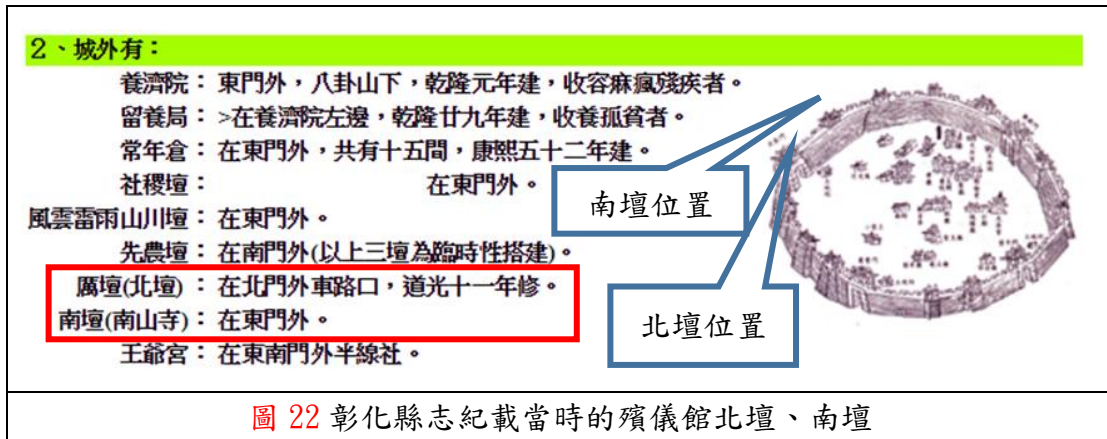 ２、城外有：
養濟院： 東門外，八卦山下，乾隆元年建，收容麻瘋殘疾者。
留養局： >在養濟院左邊，乾隆廿九年建，收養孤貧者。
常年倉： 在東門外，共有十五間，康熙五十二年建。
社稷壇： 在東門外。
風雲雷雨山川壇： 在東門外。
先農壇： 在南門外(以上三壇為臨時性搭建)。
厲壇(北壇) ： 在北門外車路口，道光十一年修。
南壇(南山寺)： 在東門外。
王爺宮： 在東南門外半線社。
南壇位置
北壇位置
圖 22 彰化縣志紀載當時的殯儀館北壇、南壇